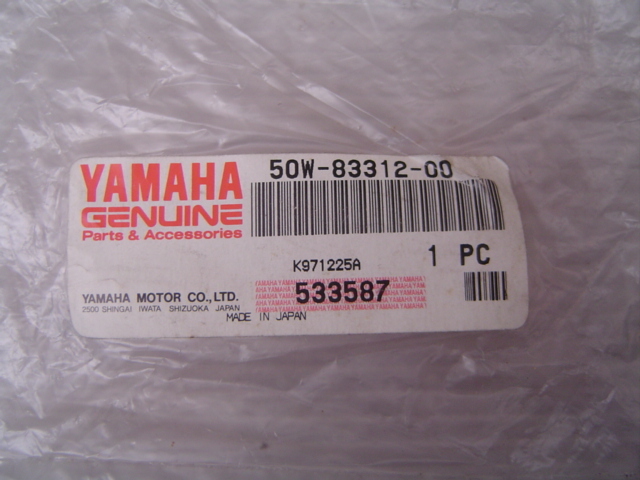 YAMAHA
GENUINE
Parts & Accessories
50W-83312-00
K971225A
1 PC
533587
YAMAHA MOTOR CO.,LTD.
2500 SHINGAI IWATA SHIZUOKA JAPAN
MADE IN JAPAN